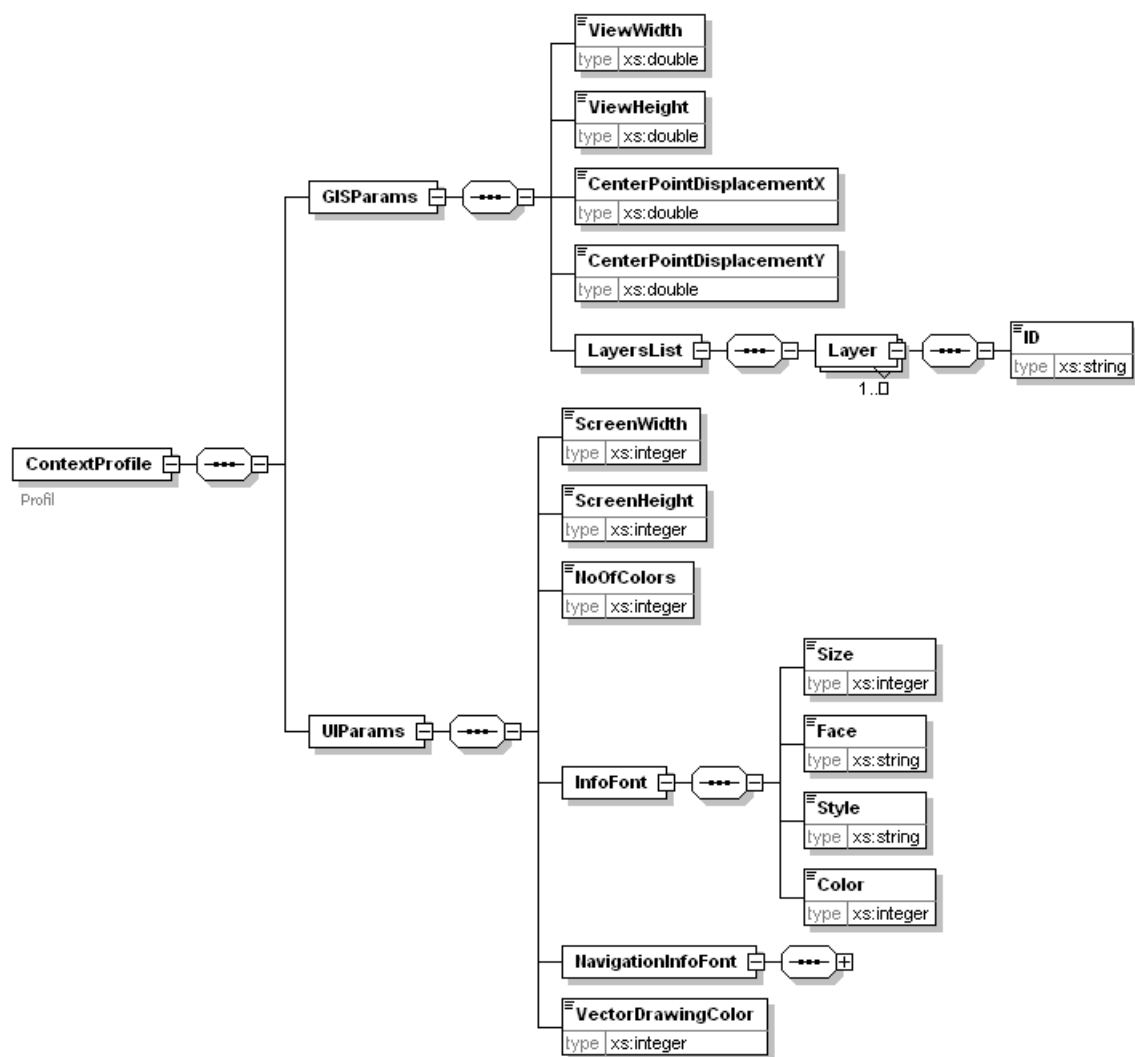 ViewWidth
type xs:double
ViewHeight
type xs:double
CenterPointDisplacementX
type xs:double
GISParams
CenterPointDisplacementY
type xs:double
LayersList
Layer
1..□
ID
type xs:string
ContextProfile
Profil
ScreenWidth
type xs:integer
ScreenHeight
type xs:integer
NoOfColors
type xs:integer
UIParams
InfoFont
Size
type xs:integer
Face
type xs:string
Style
type xs:string
Color
type xs:integer
NavigationInfoFont
VectorDrawingColor
type xs:integer